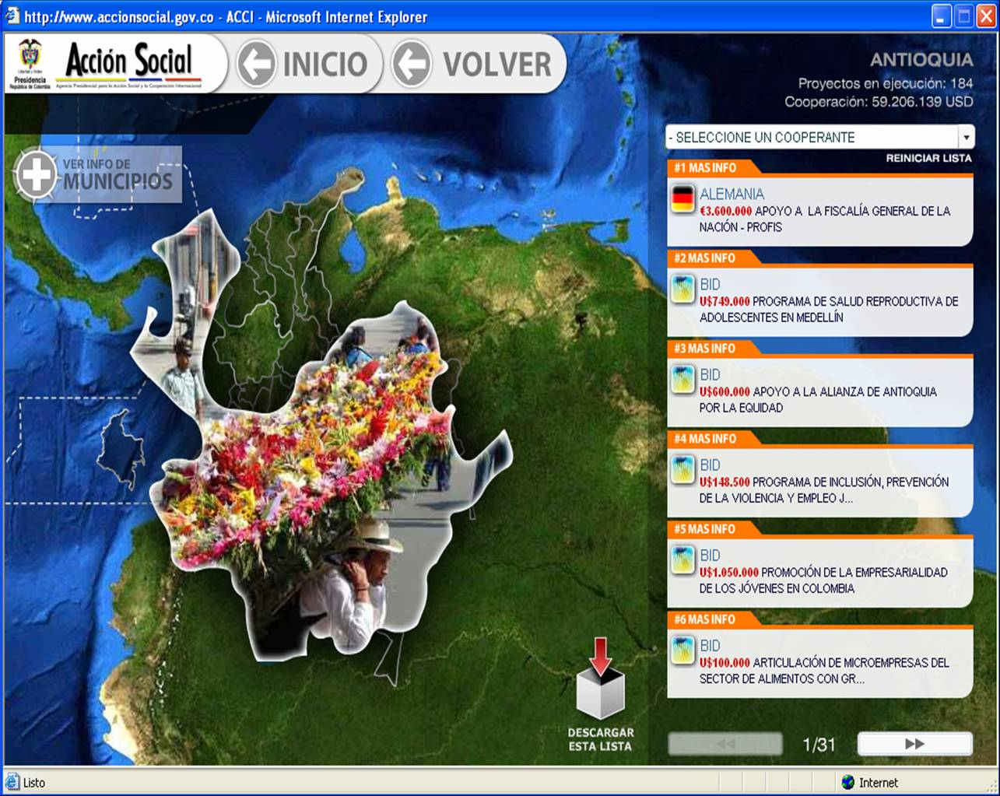 http://www.accionsocial.gov.co - ACCI - Microsoft Internet Explorer
Libertad y Orden
Presidencia
República de Colombia
Acción Social
Agencia Presidencial para la Acción Social y la Cooperación Internacional
INICIO
VOLVER
ANTIOQUIA
Proyectos en ejecución: 184
Cooperación: 59.206.139 USD
- SELECCIONE UN COOPERANTE
REINICIAR LISTA
VER INFO DE
MUNICIPIOS
#1 MAS INFO
ALEMANIA
€3.600.000 APOYO A LA FISCALÍA GENERAL DE LA
NACIÓN - PROFIS
#2 MAS INFO
BID
U$749.000 PROGRAMA DE SALUD REPRODUCTIVA DE
ADOLESCENTES EN MEDELLÍN
#3 MAS INFO
BID
U$600.000 APOYO A LA ALIANZA DE ANTIOQUIA
POR LA EQUIDAD
#4 MAS INFO
BID
U$148.500 PROGRAMA DE INCLUSIÓN, PREVENCIÓN
DE LA VIOLENCIA Y EMPLEO J...
#5 MAS INFO
BID
U$1.050.000 PROMOCIÓN DE LA EMPRESARIALIDAD
DE LOS JÓVENES EN COLOMBIA
#6 MAS INFO
BID
U$100.000 ARTICULACIÓN DE MICROEMPRESAS DEL
SECTOR DE ALIMENTOS CON GR...
DESCARGAR
ESTA LISTA
1/31
Listo
Internet